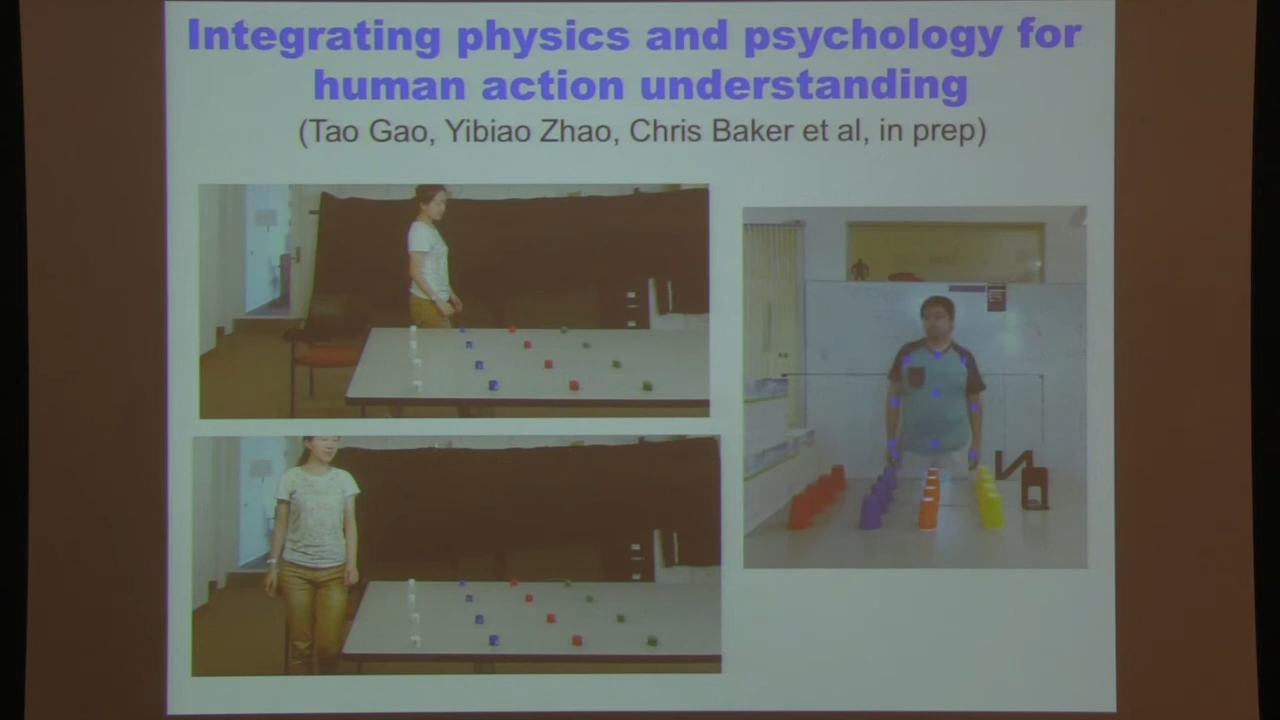 Integrating physics and psychology for
human action understanding
(Tao Gao, Yibiao Zhao, Chris Baker et al, in prep)